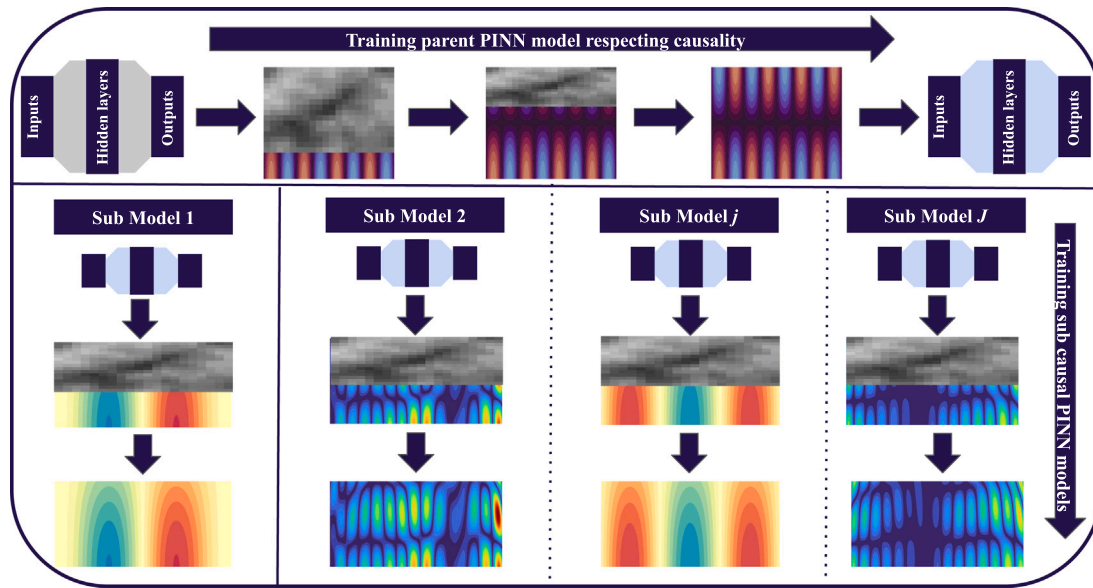 Training parent PINN model respecting causality
Inputs
Hidden layers
Outputs
Inputs
Hidden layers
Outputs
Sub Model 1
Sub Model 2
Sub Model j
Sub Model J
Training sub causal PINN models